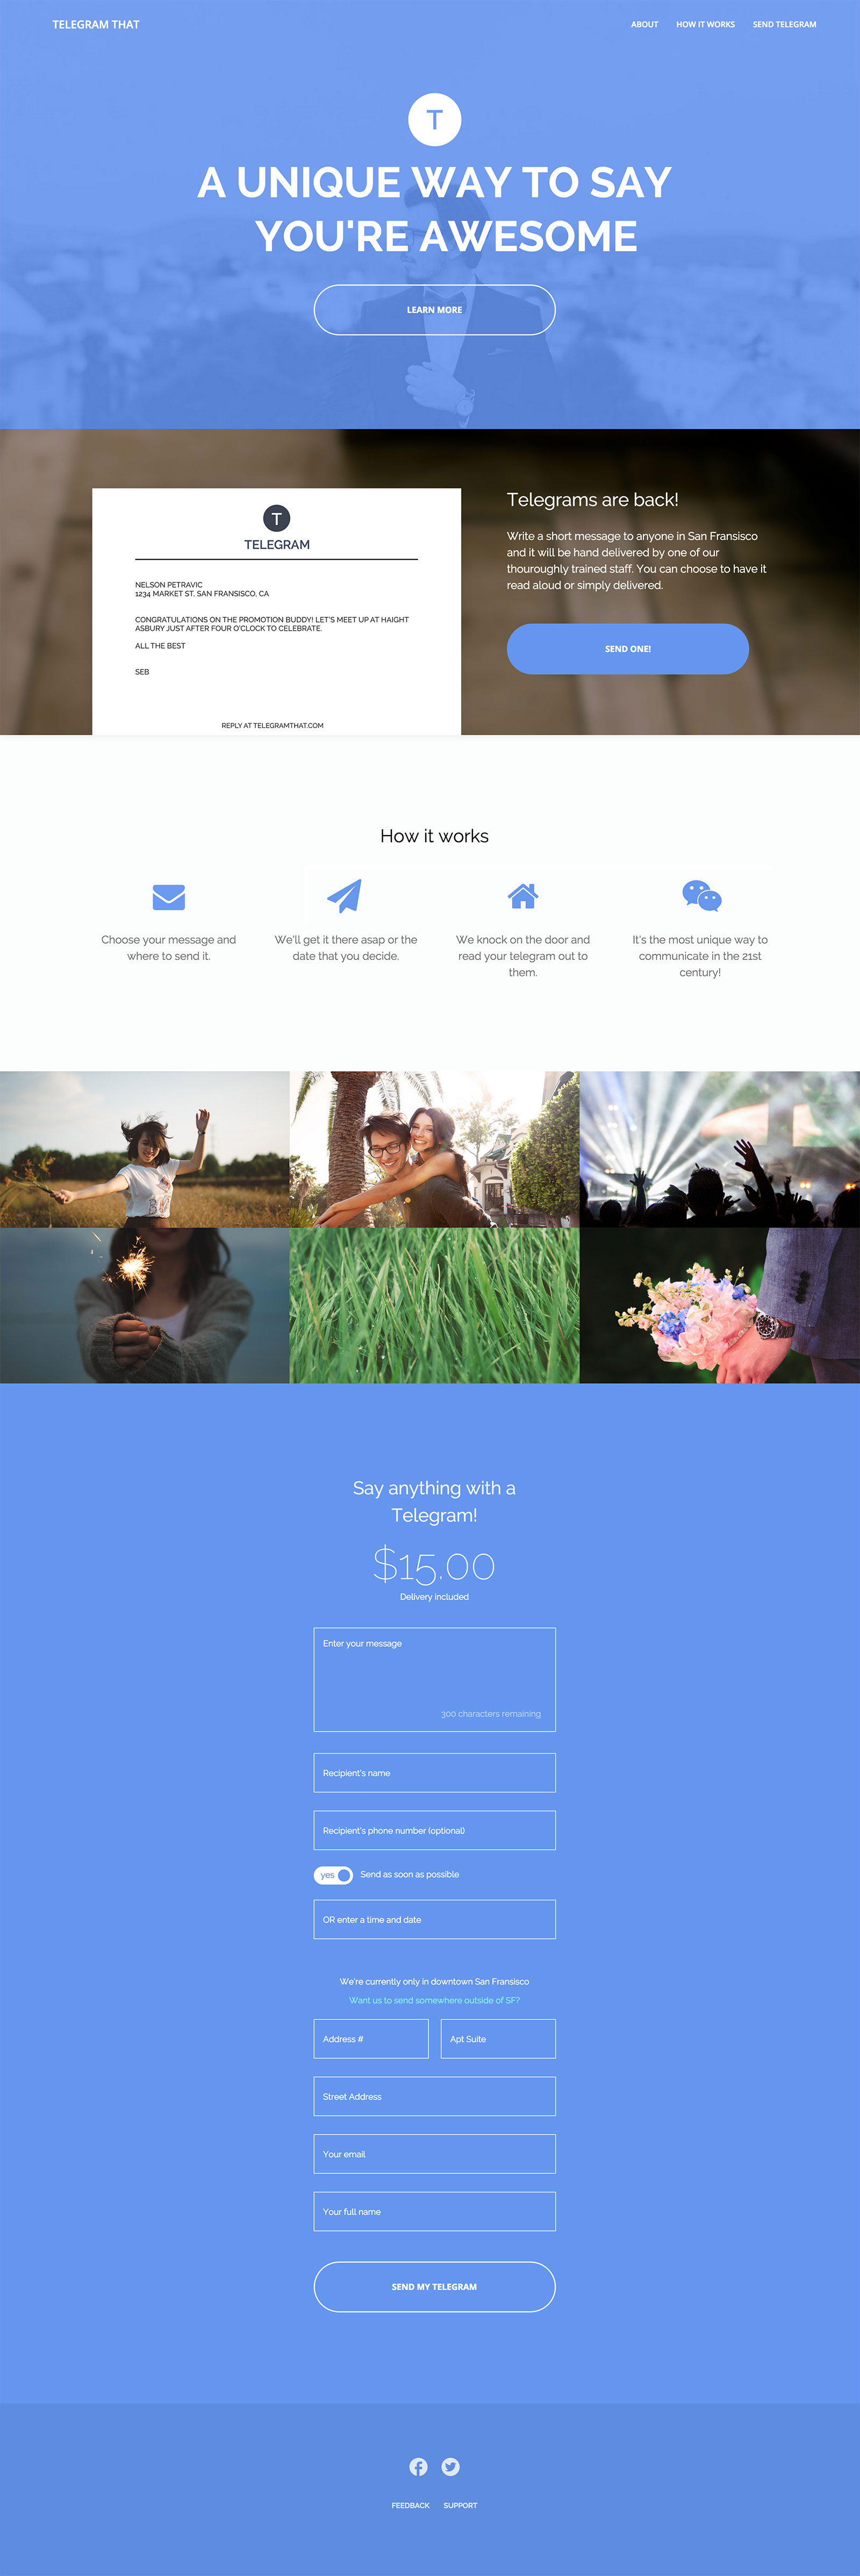 TELEGRAM THAT
ABOUT HOW IT WORKS SEND TELEGRAM
T
A UNIQUE WAY TO SAY
YOU'RE AWESOME
LEARN MORE
T
TELEGRAM
NELSON PETRAVIC
1234 MARKET ST, SAN FRANSISCO, CA
CONGRATULATIONS ON THE PROMOTION BUDDY! LET'S MEET UP AT HAIGHT
ASBURY JUST AFTER FOUR O'CLOCK TO CELEBRATE.
ALL THE BEST
SEB
REPLY AT TELEGRAMTHAT.COM
Telegrams are back!
Write a short message to anyone in San Fransisco
and it will be hand delivered by one of our
thouroughly trained staff. You can choose to have it
read aloud or simply delivered.
SEND ONE!
How it works
Choose your message and
where to send it.
We'll get it there asap or the
date that you decide.
We knock on the door and
read your telegram out to
them.
It's the most unique way to
communicate in the 21st
century!
Say anything with a
Telegram!
$15.00
Delivery included
Enter your message
300 characters remaining
Recipient's name
Recipient's phone number (optional)
yes Send as soon as possible
OR enter a time and date
We're currently only in downtown San Fransisco
Want us to send somewhere outside of SF?
Address # Apt Suite
Street Address
Your email
Your full name
SEND MY TELEGRAM
FEEDBACK SUPPORT